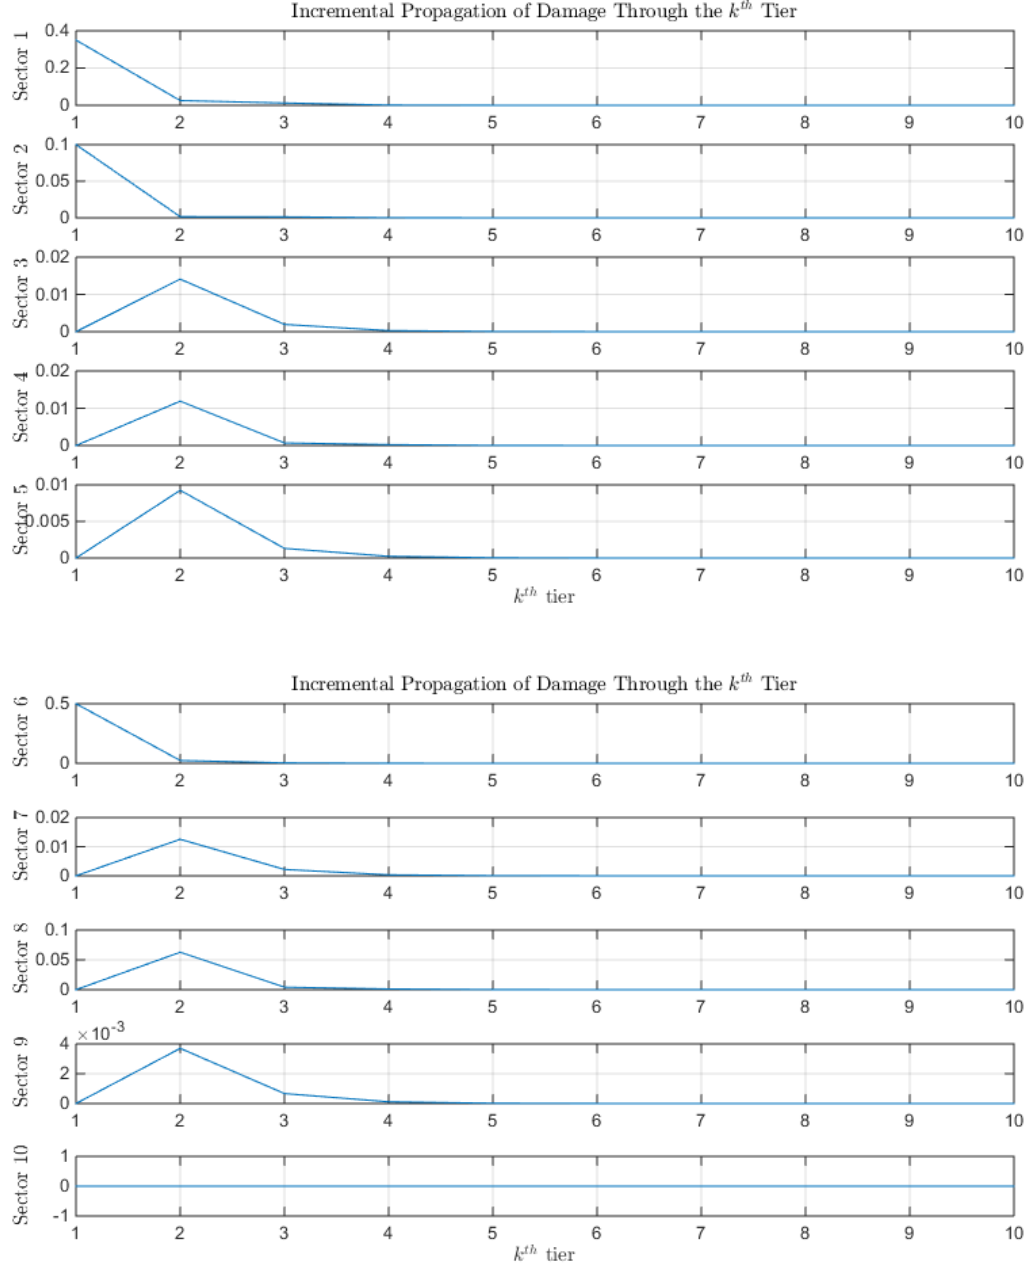 Incremental Propagation of Damage Through the k^th Tier
Sector 1
0.4
0.2
0
1 2 3 4 5 6 7 8 9 10
Sector 2
0.1
0.05
0
1 2 3 4 5 6 7 8 9 10
Sector 3
0.02
0.01
0
1 2 3 4 5 6 7 8 9 10
Sector 4
0.02
0.01
0
1 2 3 4 5 6 7 8 9 10
Sector 5
0.01
0.005
0
1 2 3 4 5 6 7 8 9 10
k^th tier
Incremental Propagation of Damage Through the k^th Tier
Sector 6
0.5
0
1 2 3 4 5 6 7 8 9 10
Sector 7
0.02
0.01
0
1 2 3 4 5 6 7 8 9 10
Sector 8
0.1
0.05
0
1 2 3 4 5 6 7 8 9 10
×10^-3
Sector 9
4
2
0
1 2 3 4 5 6 7 8 9 10
Sector 10
1
0
-1
1 2 3 4 5 6 7 8 9 10
k^th tier